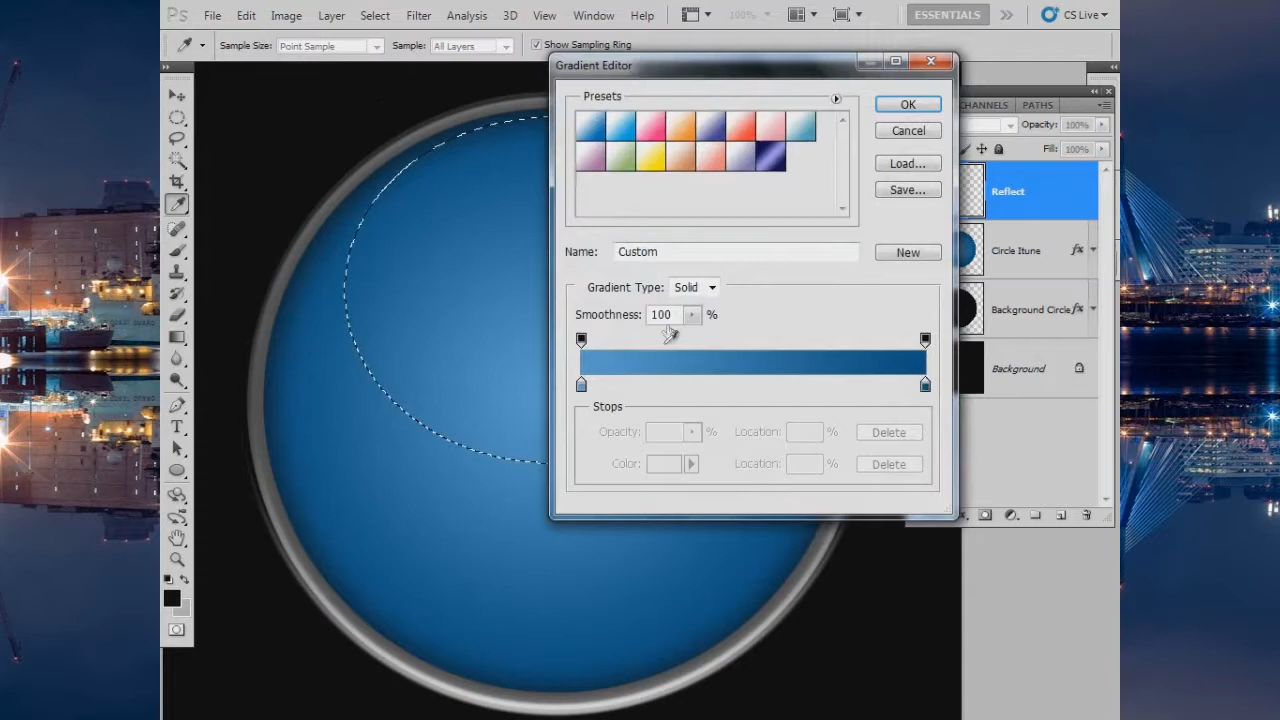 Ps File Edit Image Layer Select Filter Analysis 3D View Window Help 100% ESSENTIALS CS Live
Sample Size: Point Sample Sample: All Layers Show Sampling Ring
Gradient Editor
Presets
OK
Cancel
Load...
Save...
Name: Custom New
Gradient Type: Solid
Smoothness: 100 %
Stops
Opacity: % Location: % Delete
Color: Location: % Delete
CHANNELS PATHS
Opacity: 100%
Fill: 100%
Reflect
Circle Itune fx
Background Circle fx
Background
T